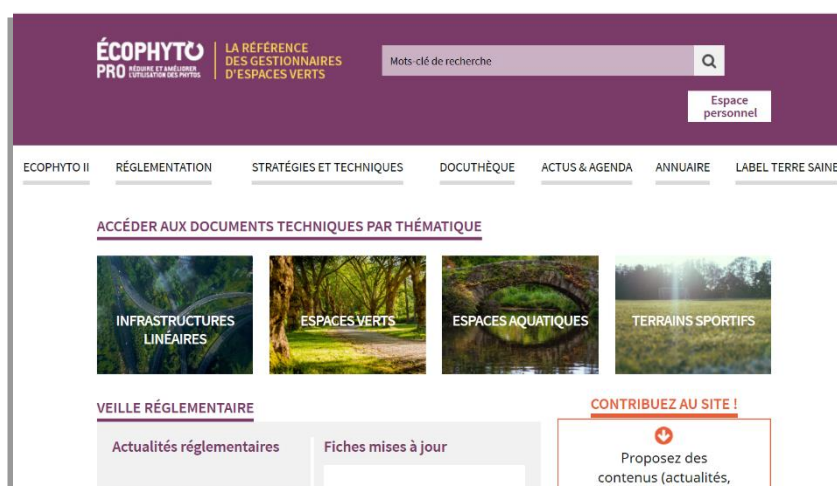 ÉCOPHYTO
PRO RÉDUIRE ET AMÉLIORER
L'UTILISATION DES PHYTOS
LA RÉFÉRENCE
DES GESTIONNAIRES
D'ESPACES VERTS
Mots-clé de recherche
Espace
personnel
ECOPHYTO II RÉGLEMENTATION STRATÉGIES ET TECHNIQUES DOCUTHÈQUE ACTUS & AGENDA ANNUAIRE LABEL TERRE SAINE
ACCÉDER AUX DOCUMENTS TECHNIQUES PAR THÉMATIQUE
INFRASTRUCTURES
LINÉAIRES
ESPACES VERTS
ESPACES AQUATIQUES
TERRAINS SPORTIFS
VEILLE RÉGLEMENTAIRE
Actualités réglementaires
Fiches mises à jour
CONTRIBUEZ AU SITE !
Proposez des
contenus (actualités,